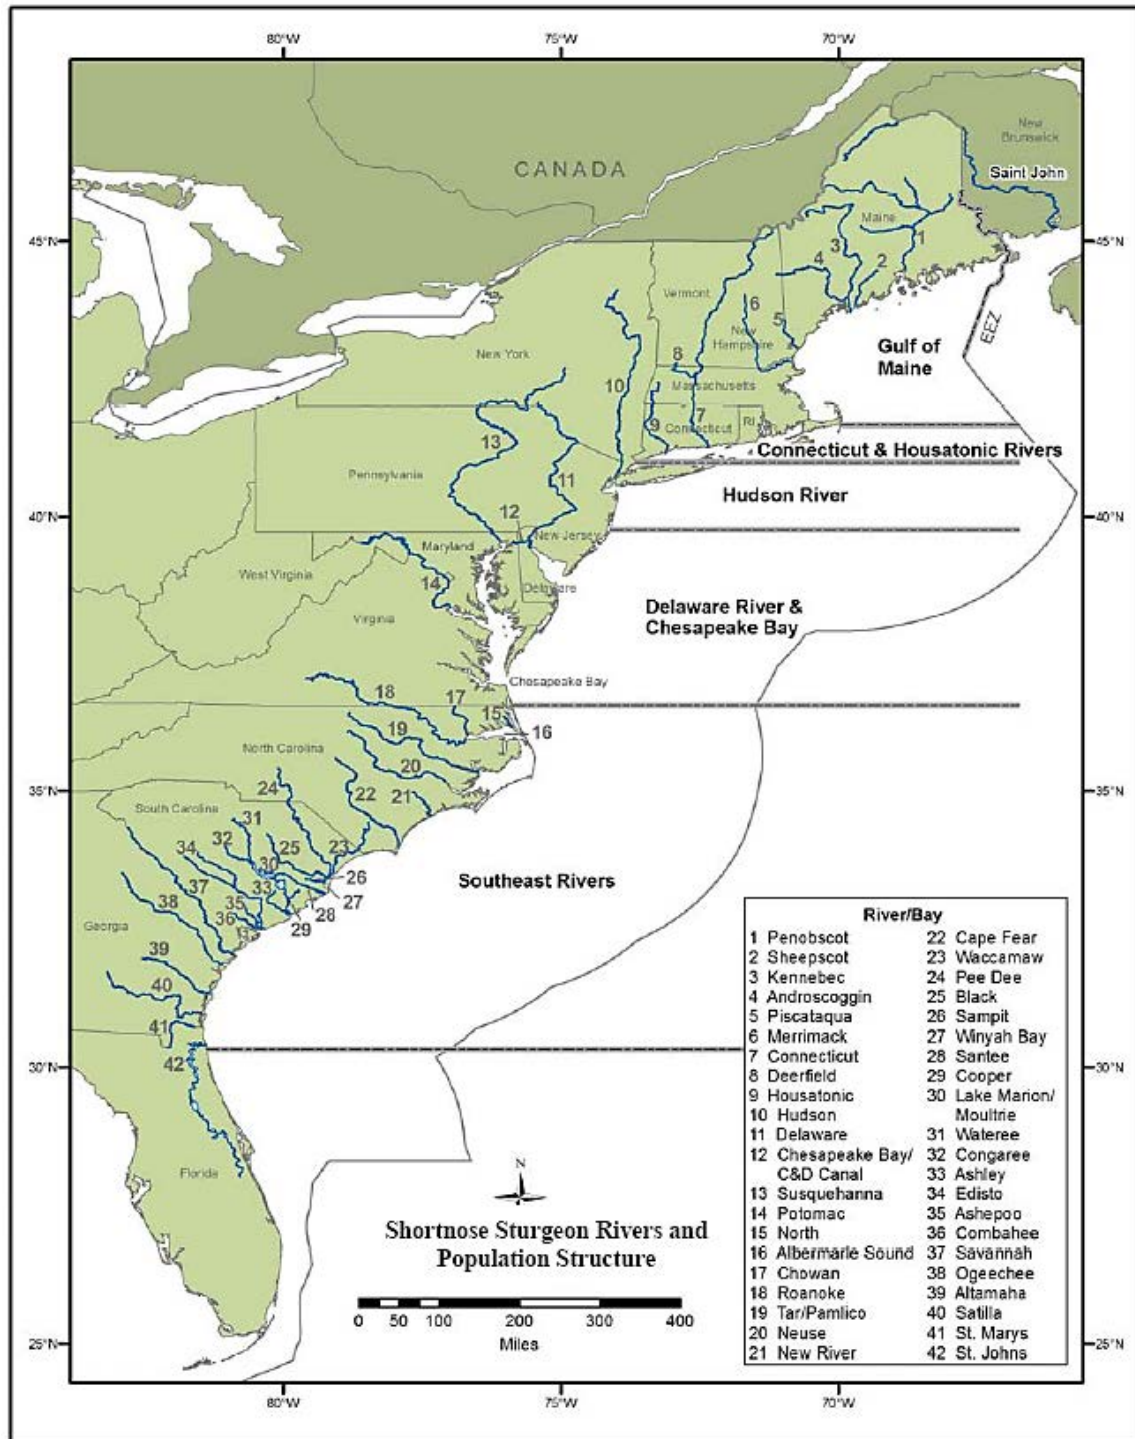 80°W 75°W 70°W
CANADA
New
Brunswick
Saint John
45°N 45°N
Maine
1
2
3
4
Vermont
6
5
New
Hampshire
Gulf of
Maine
EEZ
New York
8
10
Massachusetts
9
7
Connecticut
RI
Connecticut & Housatonic Rivers
13
Pennsylvania
11
Hudson River
40°N 40°N
12
New Jersey
Maryland
West Virginia
14
Delaware
Delaware River &
Chesapeake Bay
Virginia
Chesapeake Bay
18
17
15
16
19
North Carolina
20
24
22
21
35°N 35°N
South Carolina
31
32
34
25
23
30
33
26
27
28
29
37
35
36
38
Southeast Rivers
Georgia
39
40
41
42
30°N 30°N
Florida
N
Shortnose Sturgeon Rivers and
Population Structure
0 50 100 200 300 400
Miles
River/Bay
1 Penobscot
2 Sheepscot
3 Kennebec
4 Androscoggin
5 Piscataqua
6 Merrimack
7 Connecticut
8 Deerfield
9 Housatonic
10 Hudson
11 Delaware
12 Chesapeake Bay/
C&D Canal
13 Susquehanna
14 Potomac
15 North
16 Albermarle Sound
17 Chowan
18 Roanoke
19 Tar/Pamlico
20 Neuse
21 New River
22 Cape Fear
23 Waccamaw
24 Pee Dee
25 Black
26 Sampit
27 Winyah Bay
28 Santee
29 Cooper
30 Lake Marion/
Moultrie
31 Wateree
32 Congaree
33 Ashley
34 Edisto
35 Ashepoo
36 Combahee
37 Savannah
38 Ogeechee
39 Altamaha
40 Satilla
41 St. Marys
42 St. Johns
25°N 25°N
80°W 75°W 70°W